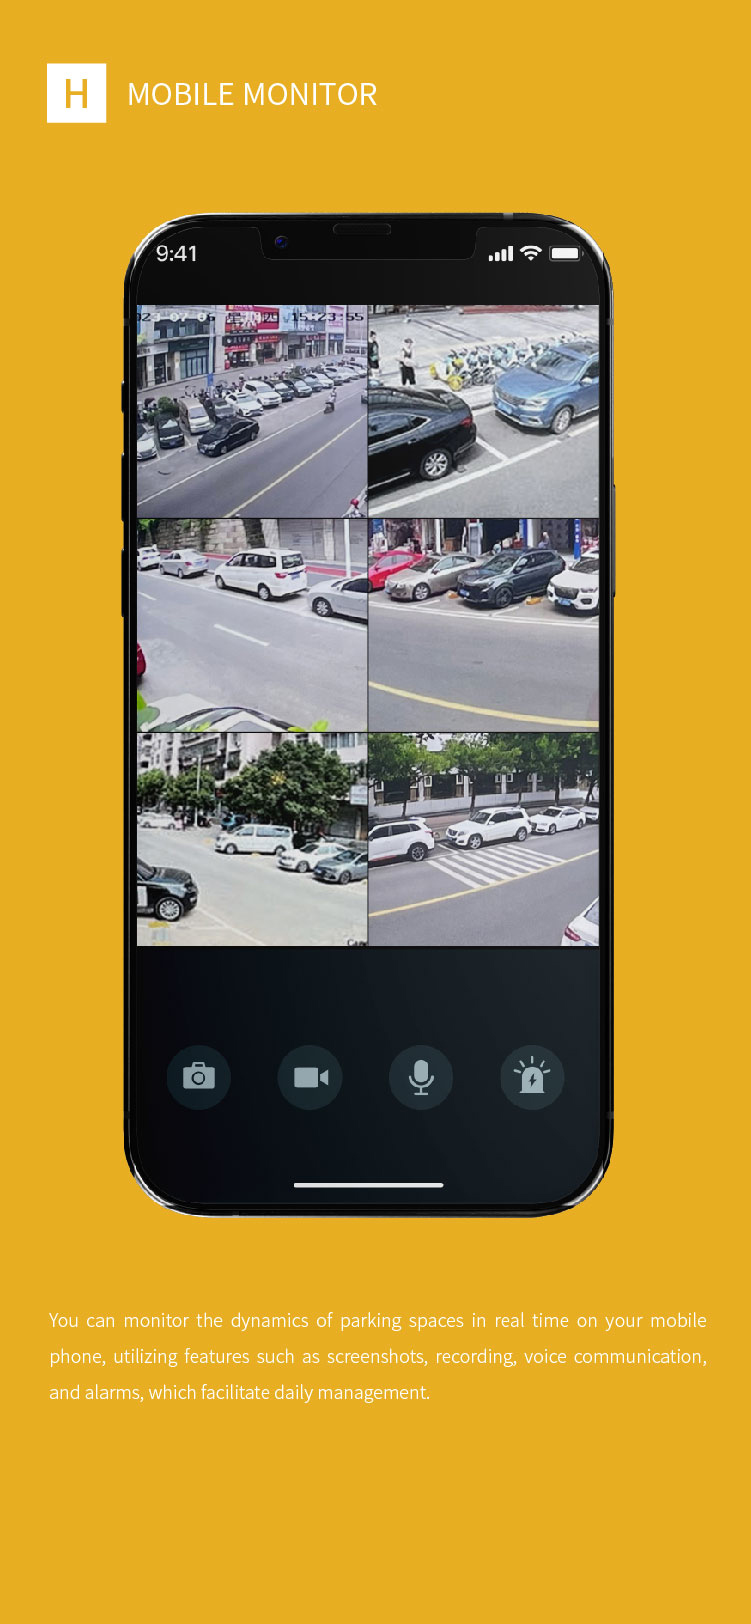 H MOBILE MONITOR
9:41
15:23:55
You can monitor the dynamics of parking spaces in real time on your mobile
phone, utilizing features such as screenshots, recording, voice communication,
and alarms, which facilitate daily management.